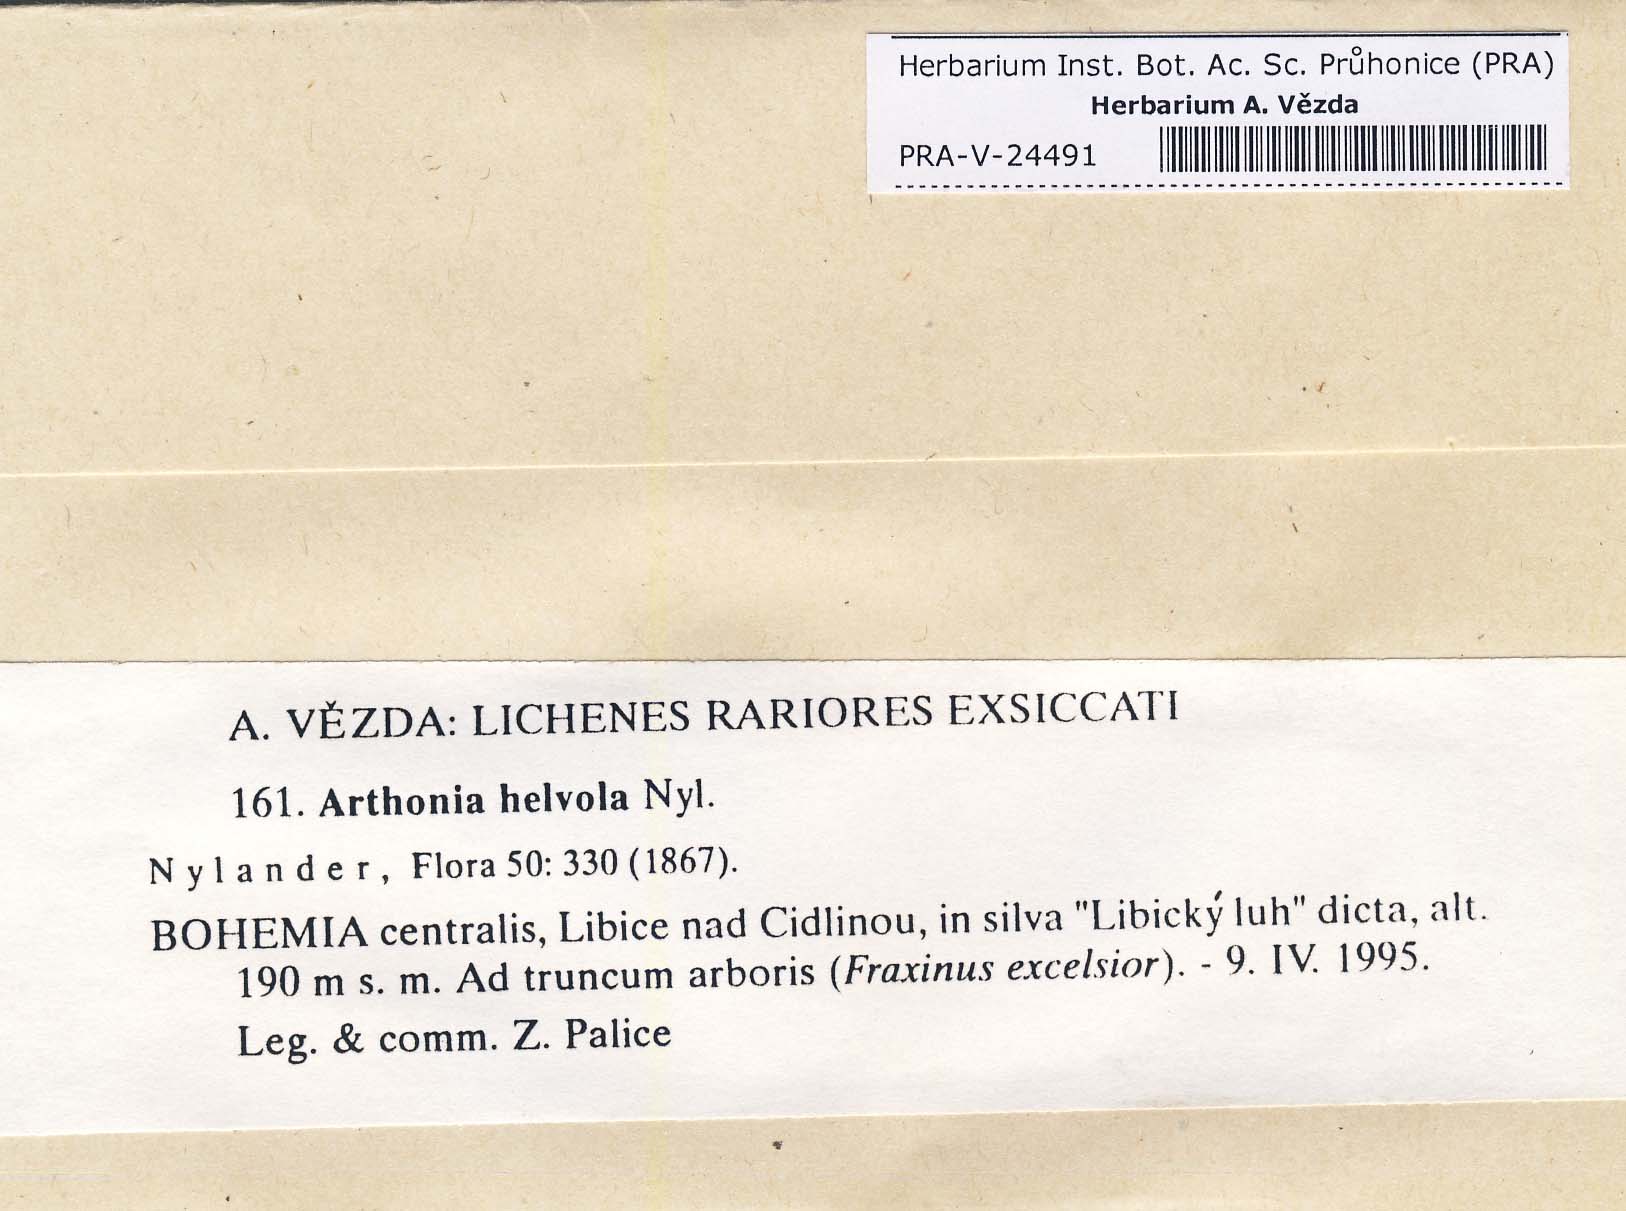 Herbarium Inst. Bot. Ac. Sc. Průhonice (PRA)
Herbarium A. Vězda
PRA-V-24491
A. VĚZDA: LICHENES RARIORES EXSICCATI
161. Arthonia helvola Nyl.
Nylander, Flora 50: 330 (1867).
BOHEMIA centralis, Libice nad Cidlinou, in silva "Libický luh" dicta, alt.
190 m s. m. Ad truncum arboris (Fraxinus excelsior). - 9. IV. 1995.
Leg. & comm. Z. Palice